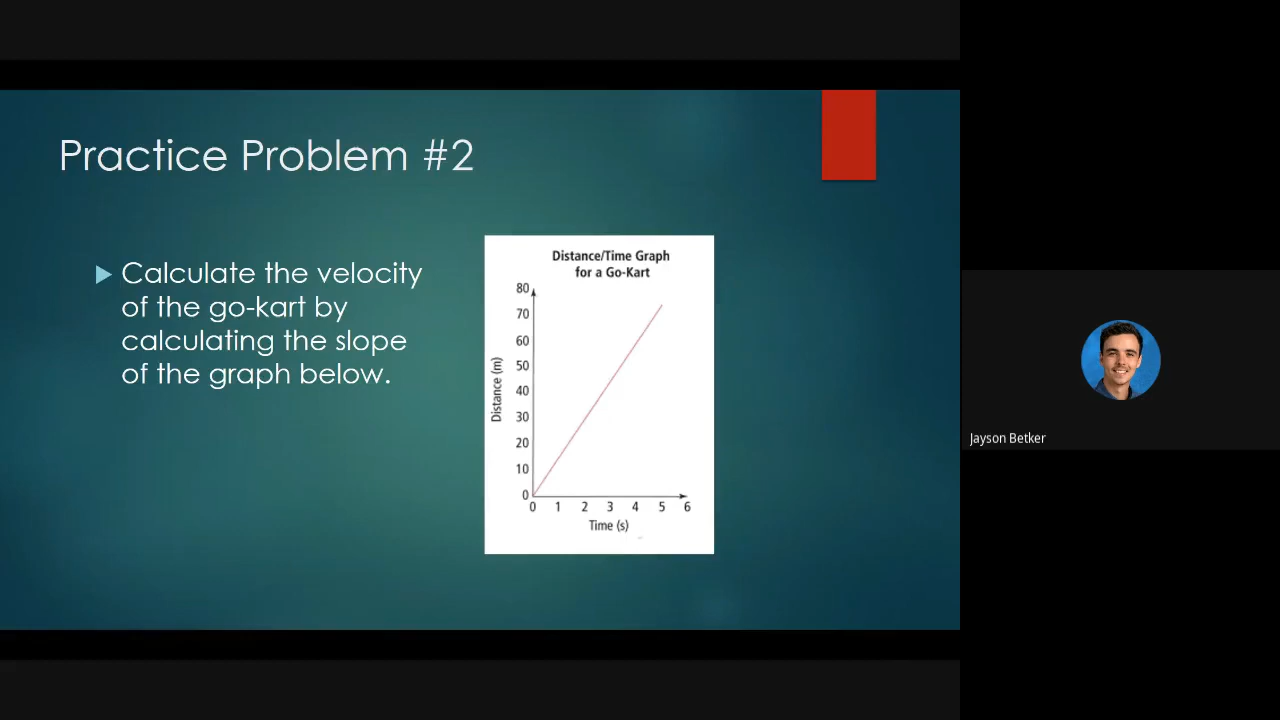 Practice Problem #2
Calculate the velocity
of the go-kart by
calculating the slope
of the graph below.
Distance/Time Graph
for a Go-Kart
80
70
60
50
40
30
20
10
0
Distance (m)
0 1 2 3 4 5 6
Time (s)
Jayson Betker